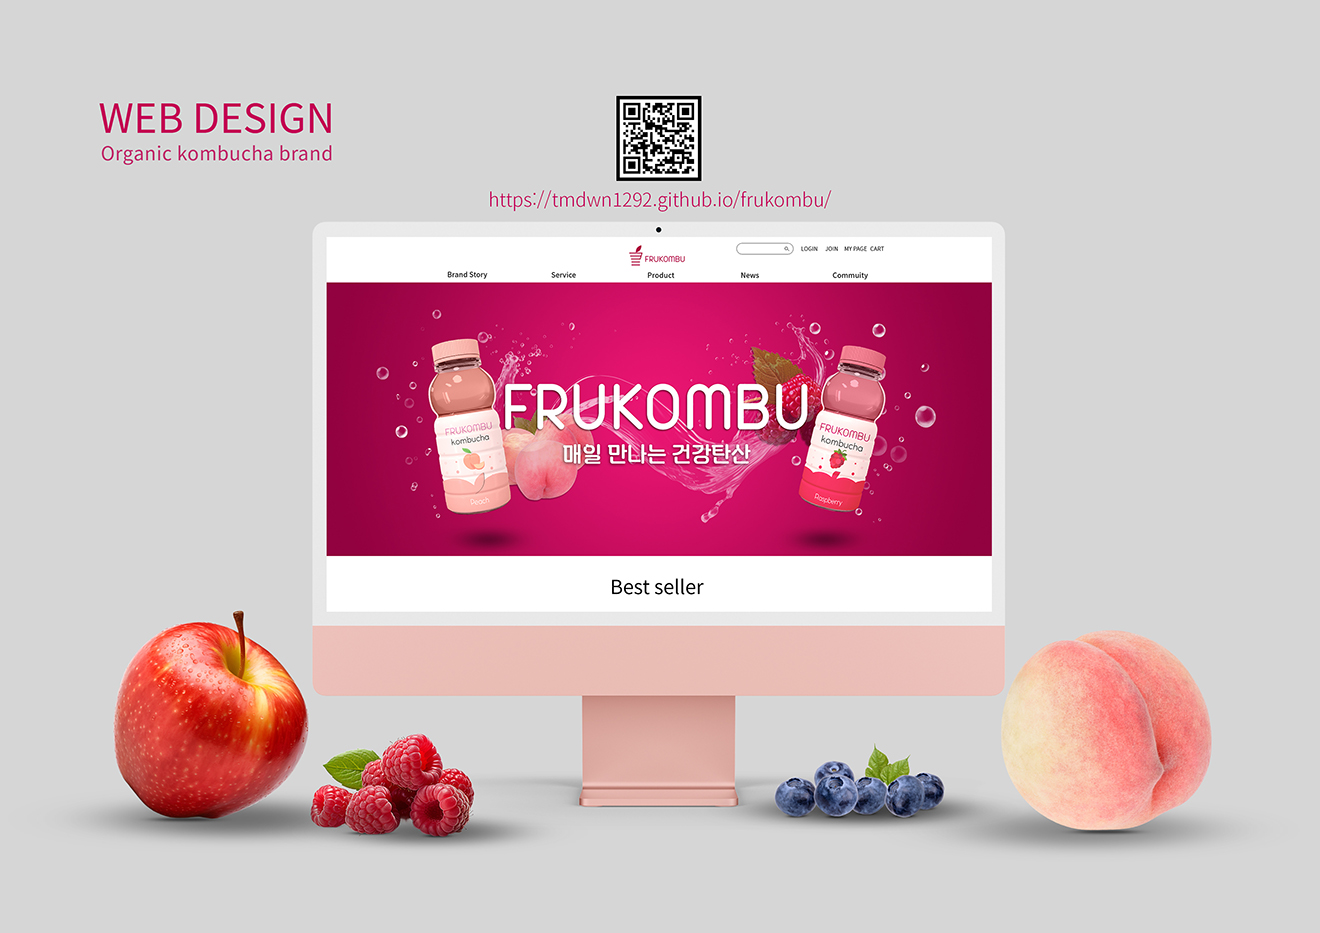 WEB DESIGN
Organic kombucha brand
https://tmdwn1292.github.io/frukombu/
FRUKOMBU
LOGIN JOIN MY PAGE CART
Brand Story Service Product News Commuity
FRUKOMBU
매일 만나는 건강탄산
FRUKOMBU
kombucha
Peach
FRUKOMBU
kombucha
Raspberry
Best seller